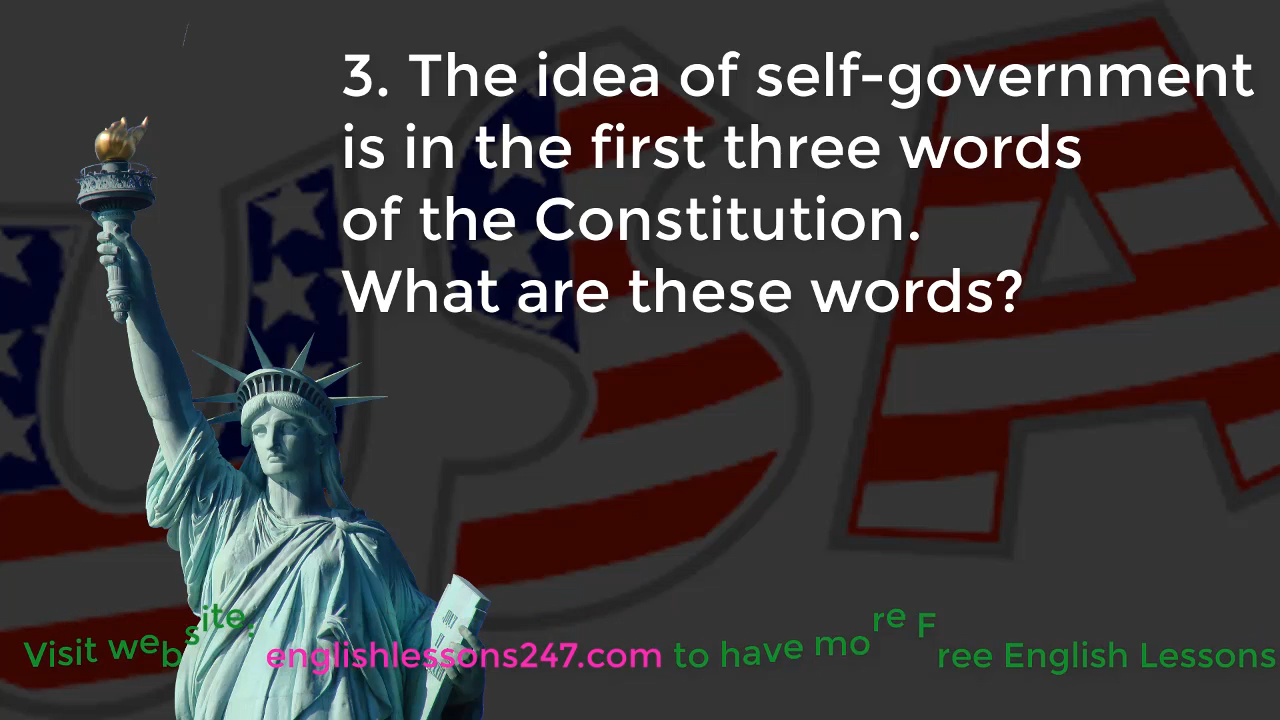 3. The idea of self-government
is in the first three words
of the Constitution.
What are these words?
USA
Visit website: englishlessons247.com to have more Free English Lessons